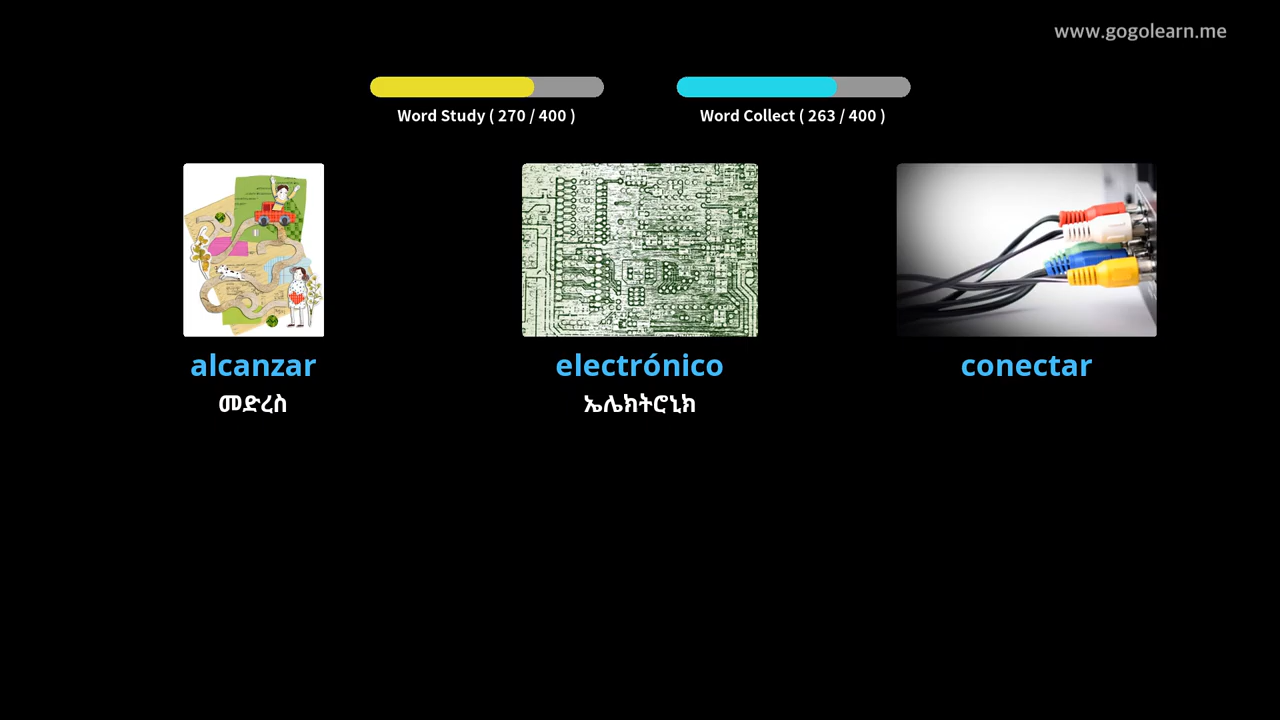 www.gogolearn.me
Word Study ( 270 / 400 )
Word Collect ( 263 / 400 )
alcanzar
electrónico
conectar
መድረስ
ኤሌክትሮኒክ